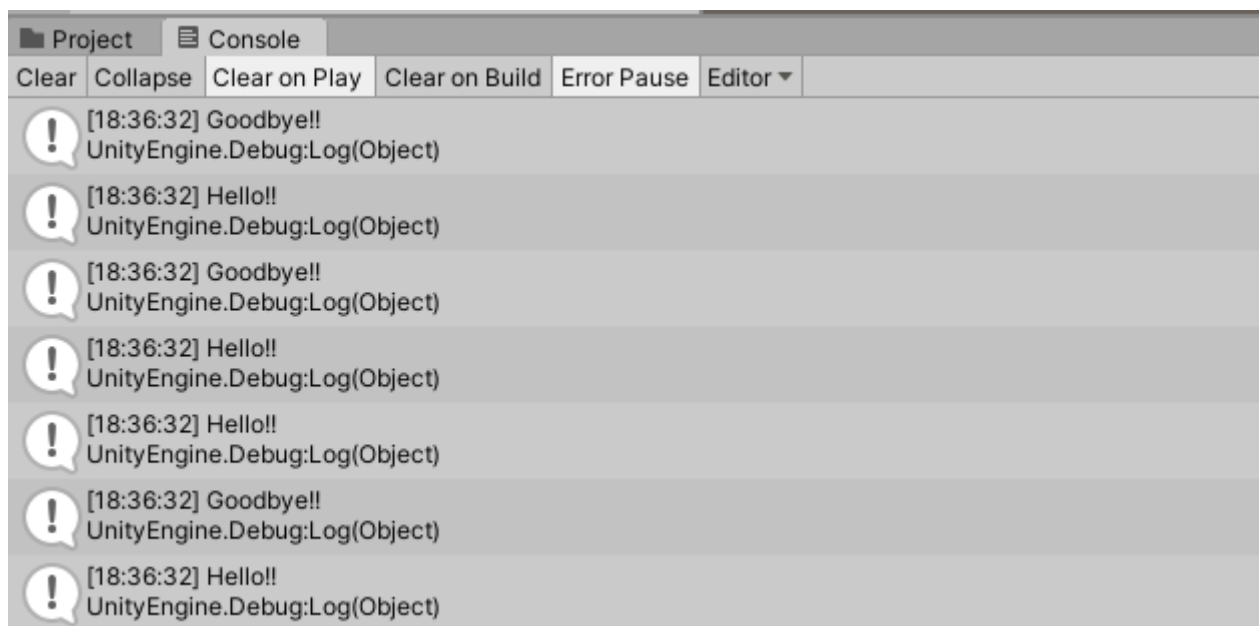 Project Console
Clear Collapse Clear on Play Clear on Build Error Pause Editor
[18:36:32] Goodbye!!
UnityEngine.Debug:Log(Object)
[18:36:32] Hello!!
UnityEngine.Debug:Log(Object)
[18:36:32] Goodbye!!
UnityEngine.Debug:Log(Object)
[18:36:32] Hello!!
UnityEngine.Debug:Log(Object)
[18:36:32] Hello!!
UnityEngine.Debug:Log(Object)
[18:36:32] Goodbye!!
UnityEngine.Debug:Log(Object)
[18:36:32] Hello!!
UnityEngine.Debug:Log(Object)